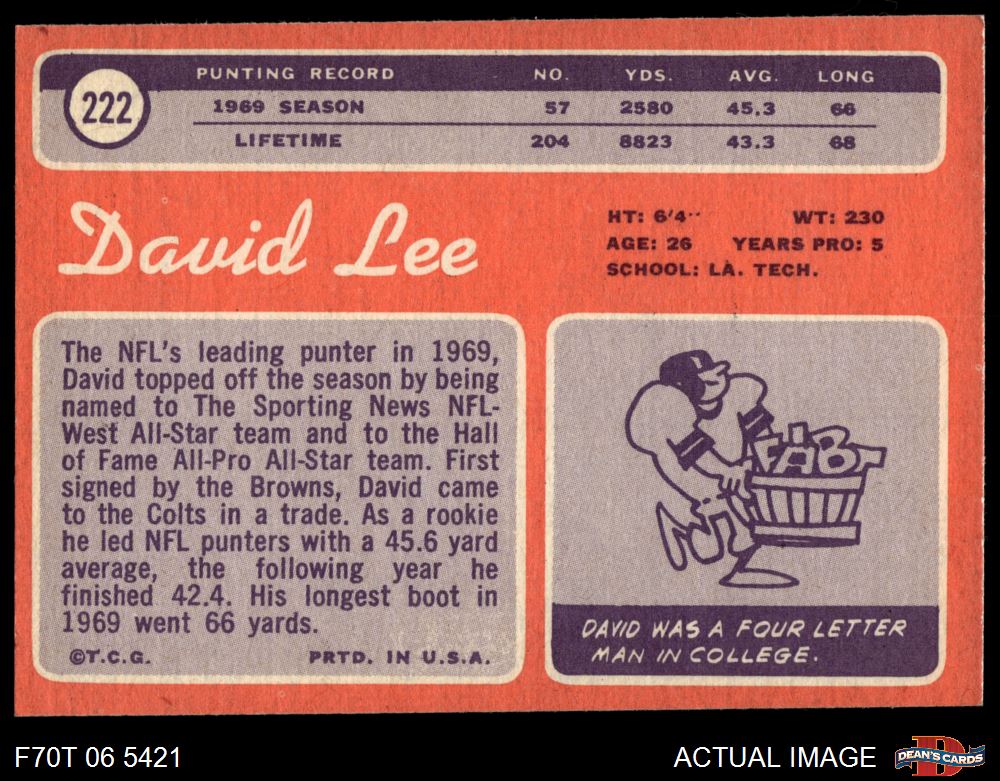 222
PUNTING RECORD NO. YDS. AVG. LONG
1969 SEASON 57 2580 45.3 66
LIFETIME 204 8823 43.3 68
David Lee
HT: 6'4" WT: 230
AGE: 26 YEARS PRO: 5
SCHOOL: LA. TECH.
The NFL's leading punter in 1969,
David topped off the season by being
named to The Sporting News NFL-
West All-Star team and to the Hall
of Fame All-Pro All-Star team. First
signed by the Browns, David came
to the Colts in a trade. As a rookie
he led NFL punters with a 45.6 yard
average, the following year he
finished 42.4. His longest boot in
1969 went 66 yards.
©T.C.G. PRTD. IN U.S.A.
DAVID WAS A FOUR LETTER
MAN IN COLLEGE.
F70T 06 5421
ACTUAL IMAGE
DEAN'S CARDS